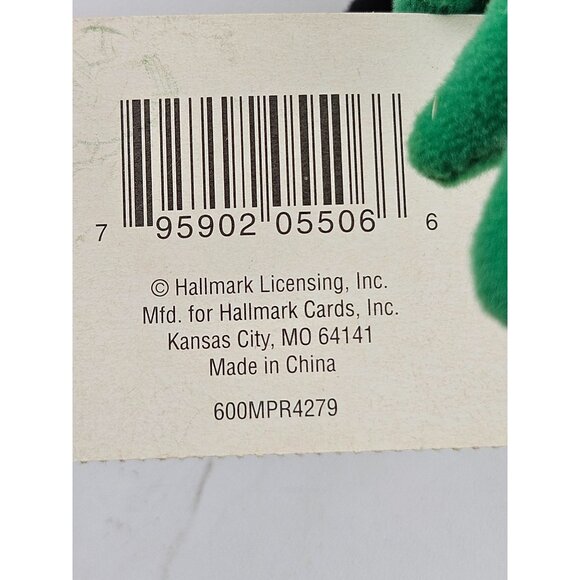 7 95902 05506 6
© Hallmark Licensing, Inc.
Mfd. for Hallmark Cards, Inc.
Kansas City, MO 64141
Made in China
600MPR4279